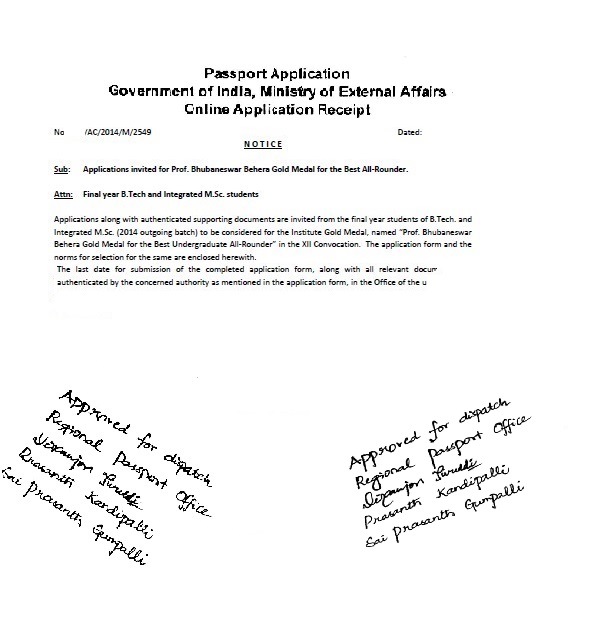 Passport Application
Government of India, Ministry of External Affairs
Online Application Receipt
No /AC/2014/M/2549 Dated:
NOTICE
Sub: Applications invited for Prof. Bhubaneswar Behera Gold Medal for the Best All-Rounder.
Attn: Final year B.Tech and Integrated M.Sc. students
Applications along with authenticated supporting documents are invited from the final year students of B.Tech. and
Integrated M.Sc. (2014 outgoing batch) to be considered for the Institute Gold Medal, named "Prof. Bhubaneswar
Behera Gold Medal for the Best Undergraduate All-Rounder" in the XII Convocation. The application form and the
norms for selection for the same are enclosed herewith.
The last date for submission of the completed application form, along with all relevant docum
authenticated by the concerned authority as mentioned in the application form, in the Office of the u
Approved for dispatch
Regional Passport Office
Prasanth Kandipalli
Sai Prasanth Gumpalli
Approved for dispatch
Regional Passport Office
Prasanth Kandipalli
Sai Prasanth Gumpalli